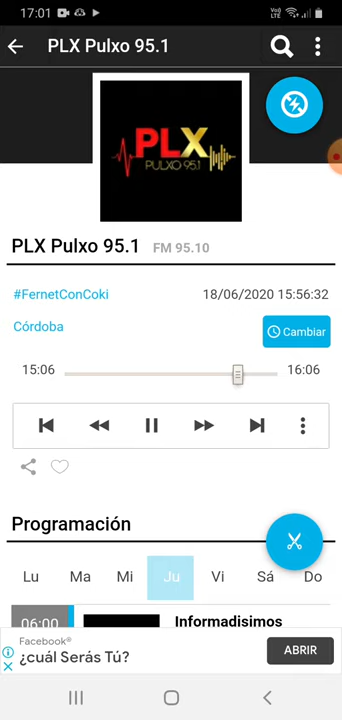 17:01
Vo)) LTE
PLX Pulxo 95.1
PLX
PULXO 95.1
PLX Pulxo 95.1 FM 95.10
#FernetConCoki 18/06/2020 15:56:32
Córdoba Cambiar
15:06 16:06
Programación
Lu Ma Mi Ju Vi Sá Do
06:00 Informadisimos
Facebook®
¿cuál Serás Tú?
ABRIR